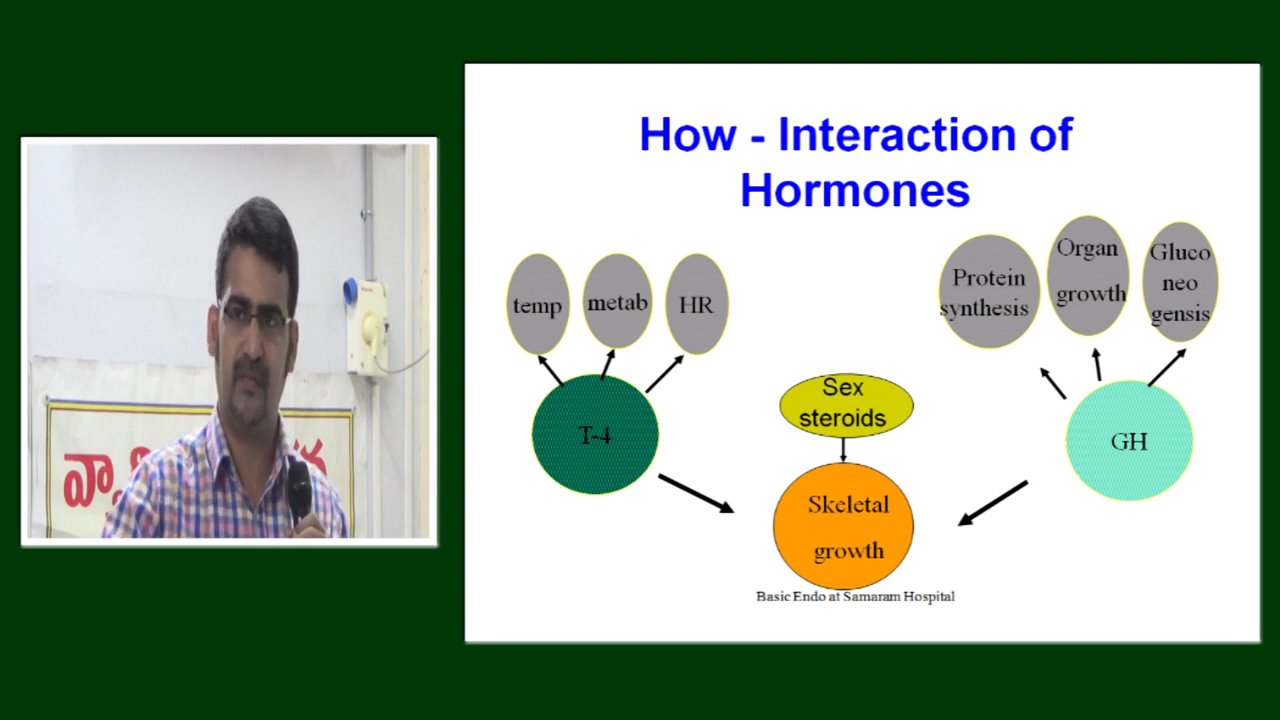 How - Interaction of
Hormones
temp
metab
HR
Protein
synthesis
Organ
growth
Gluco
neo
gensis
T-4
Sex
steroids
GH
Skeletal
growth
Basic Endo at Samaram Hospital